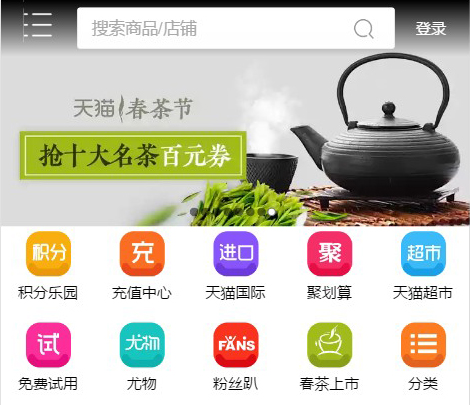 搜索商品/店铺 登录
天猫 春茶节
抢十大名茶百元券
积分 充 进口 聚 超市
积分乐园 充值中心 天猫国际 聚划算 天猫超市
试 尤物 FANS
免费试用 尤物 粉丝趴 春茶上市 分类